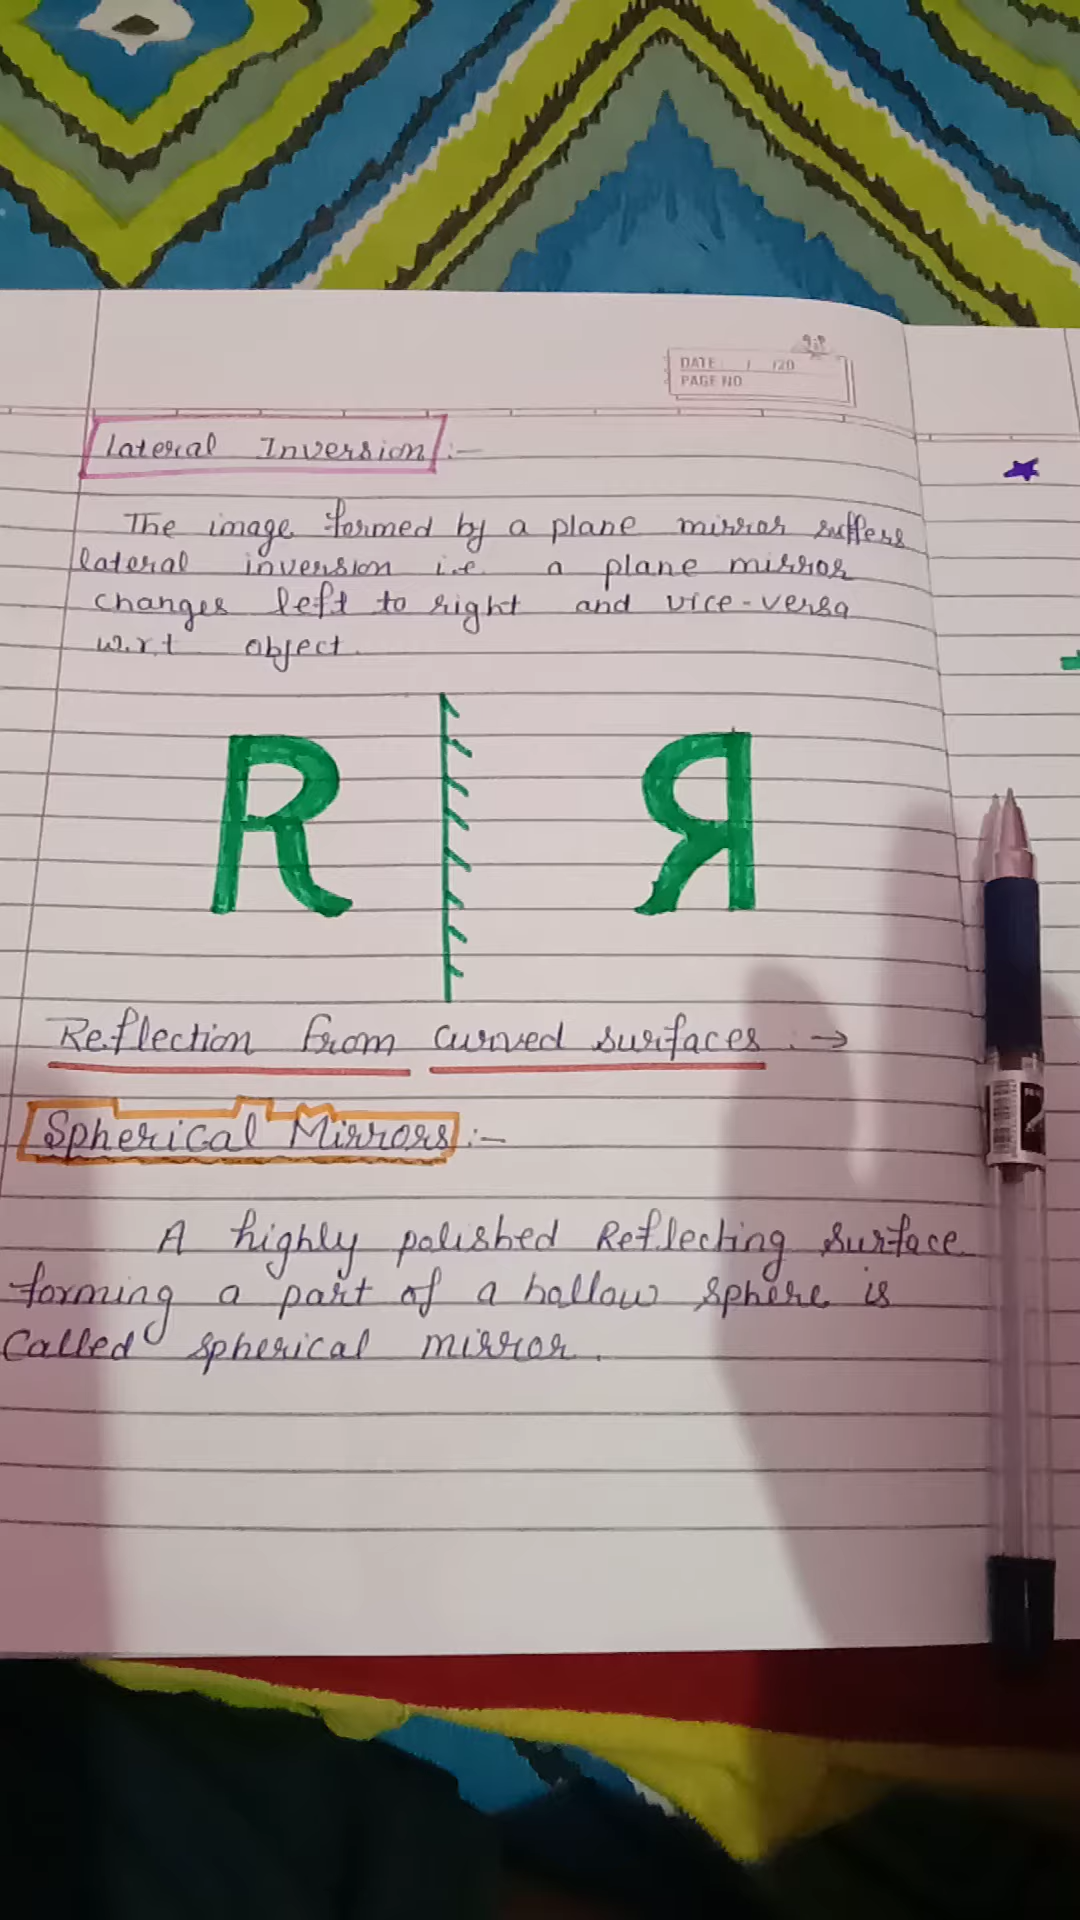 DATE / /20
PAGE NO
Lateral Inversion :-
The image formed by a plane mirror suffers
lateral inversion i.e. a plane mirror
changes left to right and vice-versa
w.r.t object.
R Я
Reflection from curved surfaces :→
Spherical Mirrors :-
A highly polished Reflecting surface
forming a part of a hollow sphere is
Called spherical mirror.